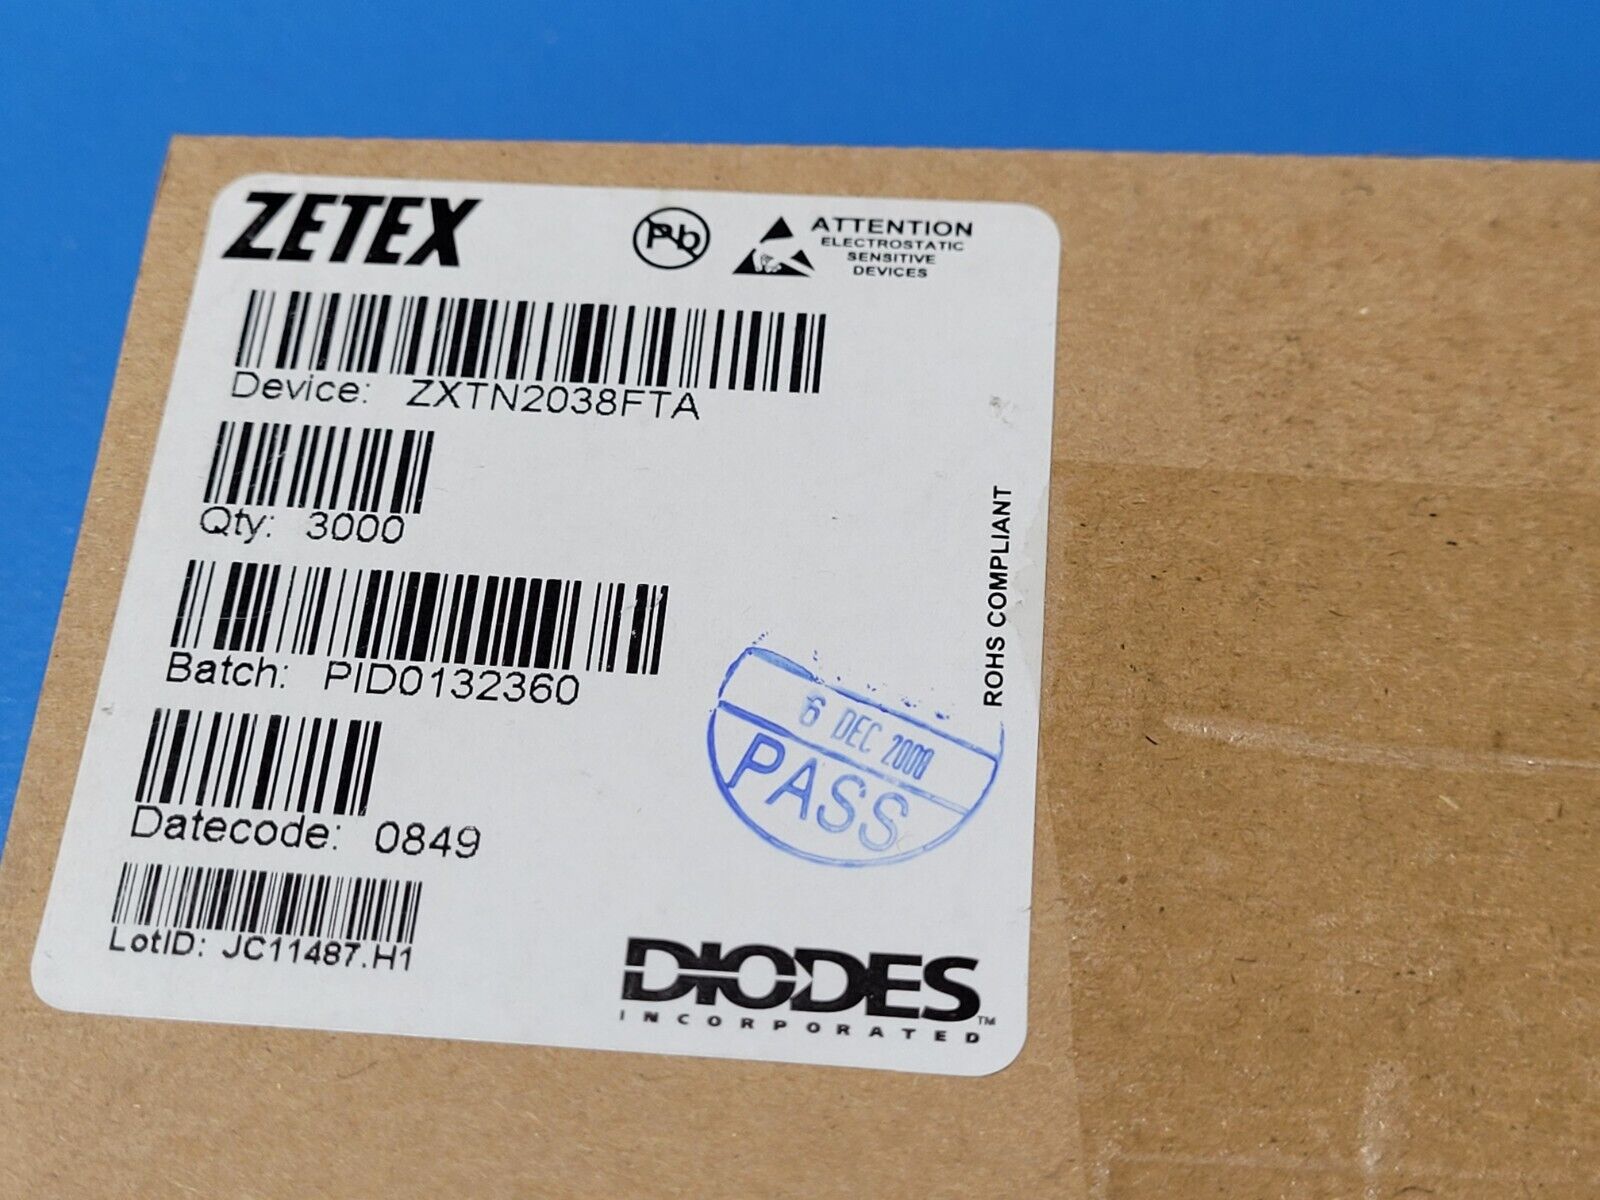 ZETEX
Pb
ATTENTION
ELECTROSTATIC
SENSITIVE
DEVICES
Device: ZXTN2038FTA
Qty: 3000
Batch: PID0132360
Datecode: 0849
LotID: JC11487.H1
ROHS COMPLIANT
6 DEC 2008
PASS
DIODES™
INCORPORATED